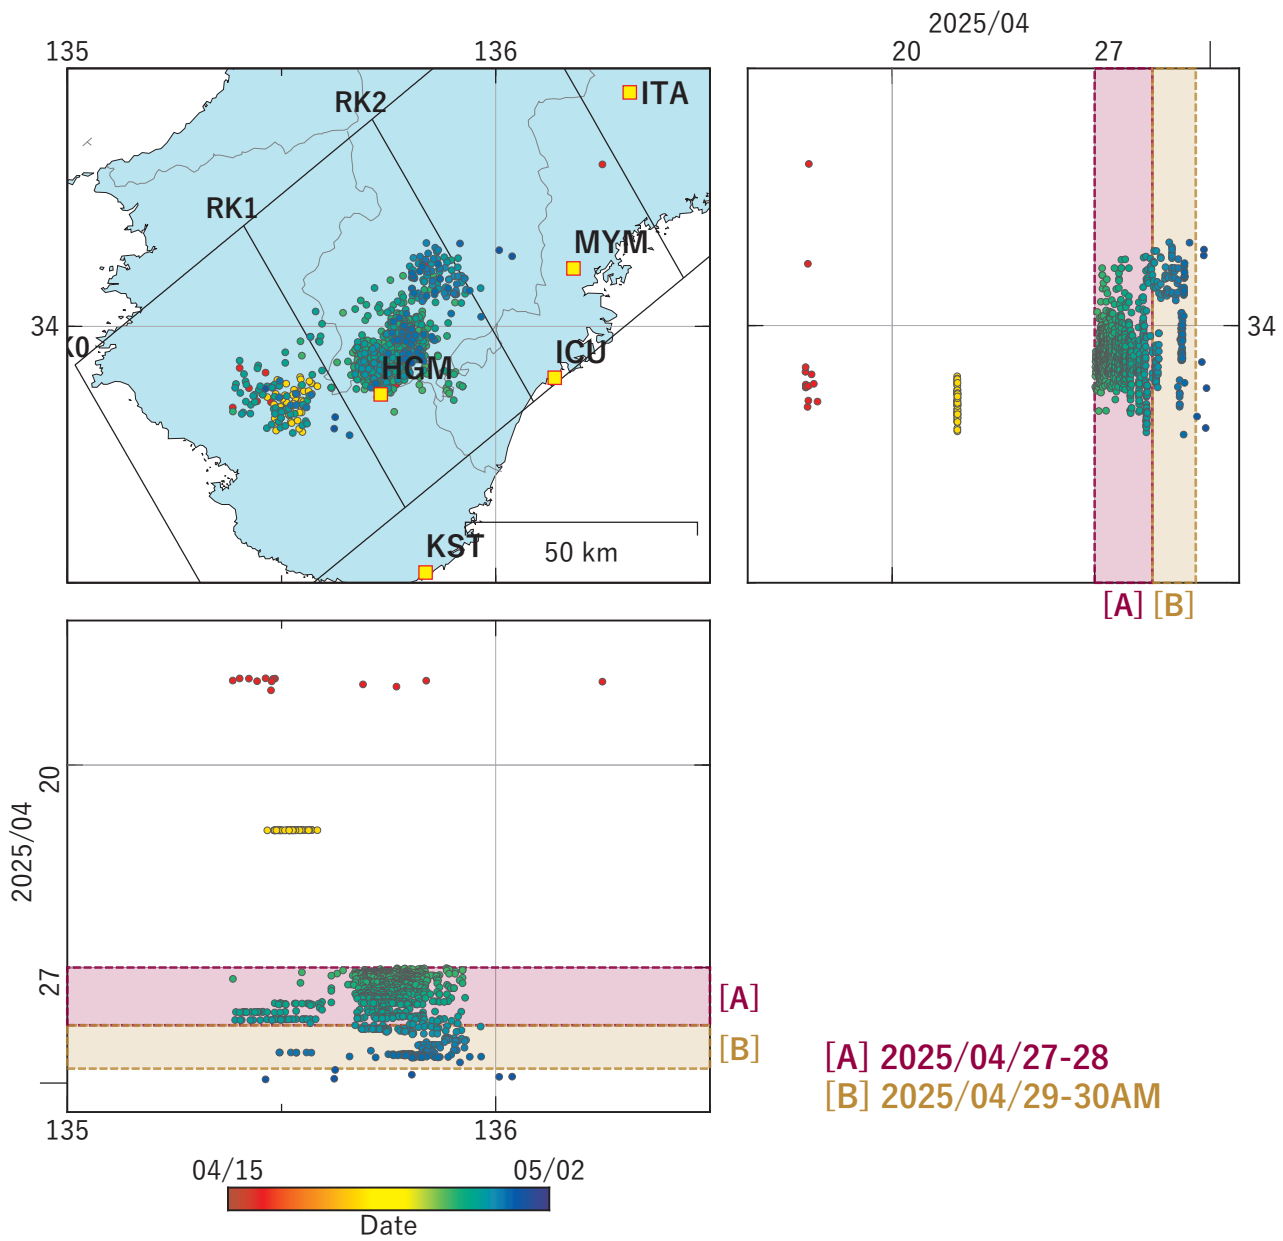 2025/04
135
136
20
27
RK2
ITA
RK1
MYM
34
K0
HGM
ICU
34
KST
50 km
[A]
[B]
2025/04
20
27
[A]
[B]
[A] 2025/04/27-28
[B] 2025/04/29-30AM
135
136
04/15
05/02
Date